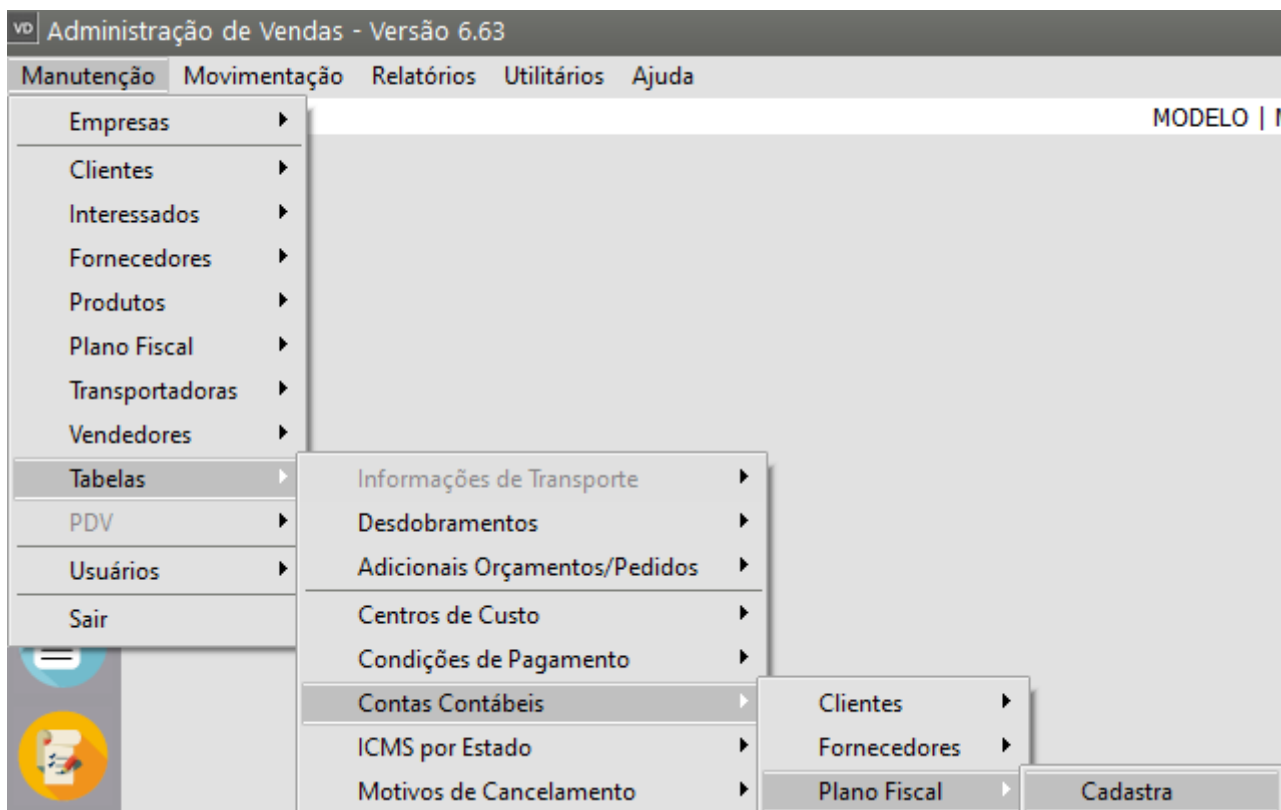 VD Administração de Vendas - Versão 6.63
Manutenção Movimentação Relatórios Utilitários Ajuda
MODELO |
Empresas
Clientes
Interessados
Fornecedores
Produtos
Plano Fiscal
Transportadoras
Vendedores
Tabelas
PDV
Usuários
Sair
Informações de Transporte
Desdobramentos
Adicionais Orçamentos/Pedidos
Centros de Custo
Condições de Pagamento
Contas Contábeis
ICMS por Estado
Motivos de Cancelamento
Clientes
Fornecedores
Plano Fiscal
Cadastra